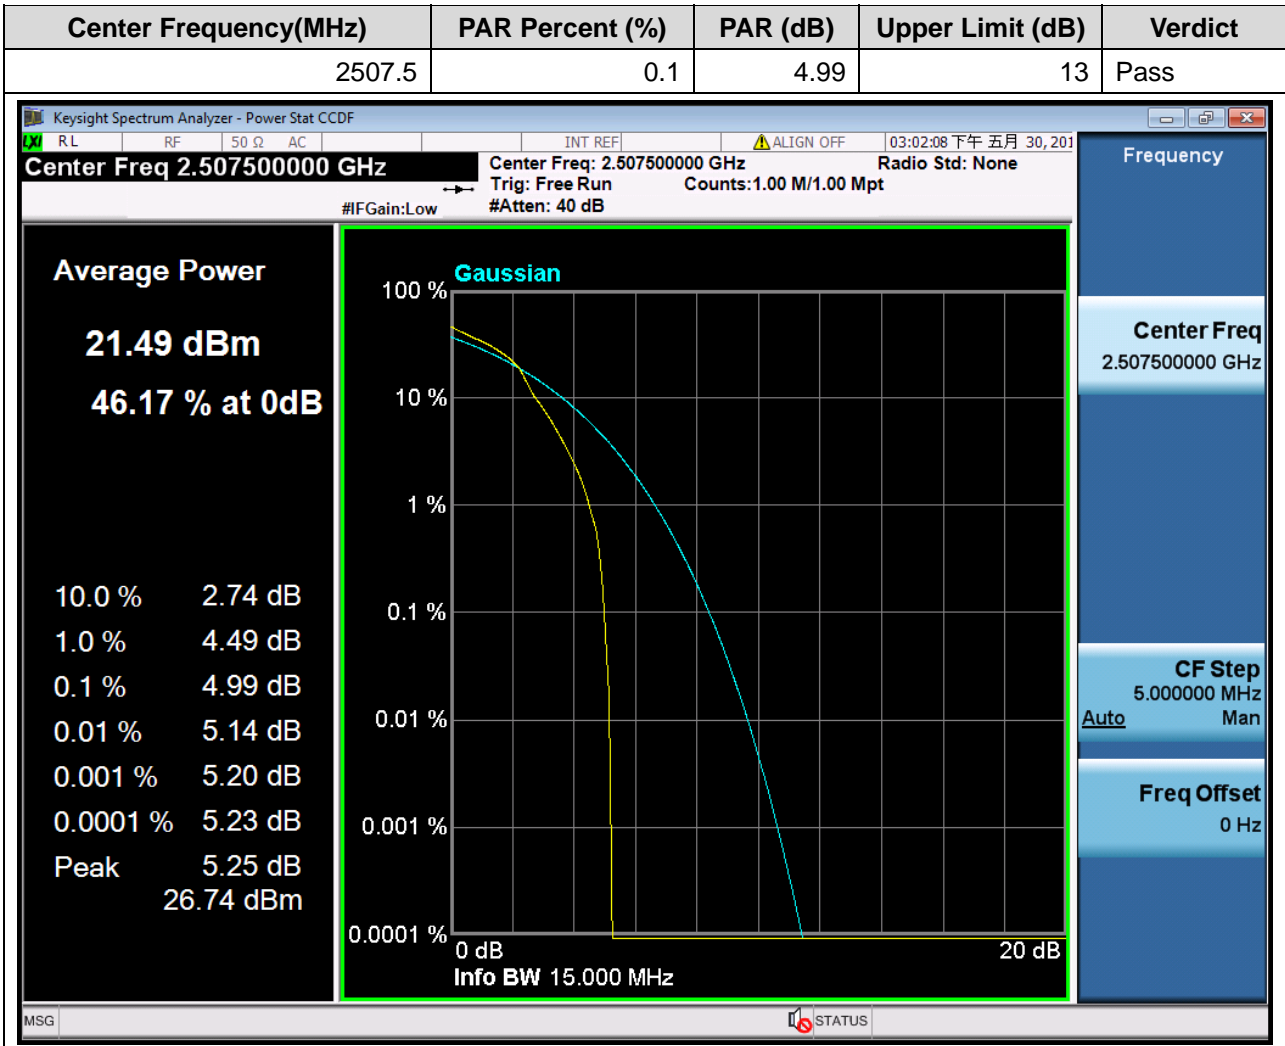 Center Frequency(MHz) PAR Percent (%) PAR (dB) Upper Limit (dB) Verdict
2507.5 0.1 4.99 13 Pass
Keysight Spectrum Analyzer - Power Stat CCDF
LXI RL RF 50 Ω AC INT REF ALIGN OFF 03:02:08 下午 五月 30, 201
Center Freq 2.507500000 GHz
Center Freq: 2.507500000 GHz Radio Std: None
Trig: Free Run Counts:1.00 M/1.00 Mpt
#IFGain:Low #Atten: 40 dB
Average Power
21.49 dBm
46.17 % at 0dB
10.0 % 2.74 dB
1.0 % 4.49 dB
0.1 % 4.99 dB
0.01 % 5.14 dB
0.001 % 5.20 dB
0.0001 % 5.23 dB
Peak 5.25 dB
26.74 dBm
Gaussian
100 %
10 %
1 %
0.1 %
0.01 %
0.001 %
0.0001 %
0 dB 20 dB
Info BW 15.000 MHz
Frequency
Center Freq
2.507500000 GHz
CF Step
5.000000 MHz
Auto Man
Freq Offset
0 Hz
MSG STATUS